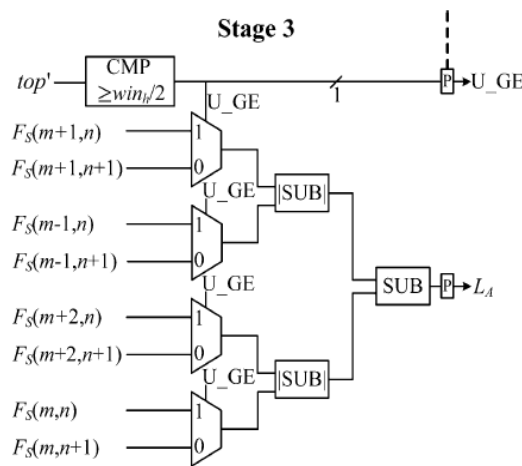 Stage 3
top'
CMP
≥win_h/2
1
P
U_GE
U_GE
F_S(m+1,n)
1
F_S(m+1,n+1)
0
|SUB|
U_GE
F_S(m-1,n)
1
F_S(m-1,n+1)
0
SUB
P
L_A
U_GE
F_S(m+2,n)
1
F_S(m+2,n+1)
0
|SUB|
U_GE
F_S(m,n)
1
F_S(m,n+1)
0